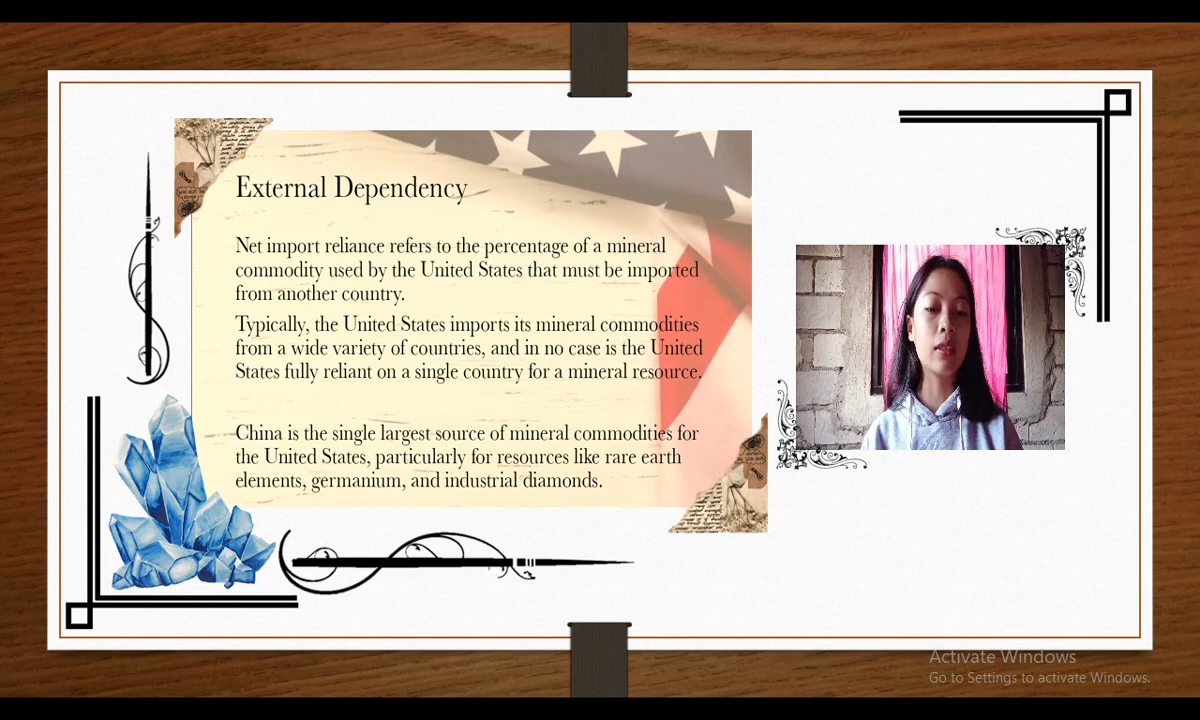 External Dependency
Net import reliance refers to the percentage of a mineral
commodity used by the United States that must be imported
from another country.
Typically, the United States imports its mineral commodities
from a wide variety of countries, and in no case is the United
States fully reliant on a single country for a mineral resource.
China is the single largest source of mineral commodities for
the United States, particularly for resources like rare earth
elements, germanium, and industrial diamonds.
Activate Windows
Go to Settings to activate Windows.